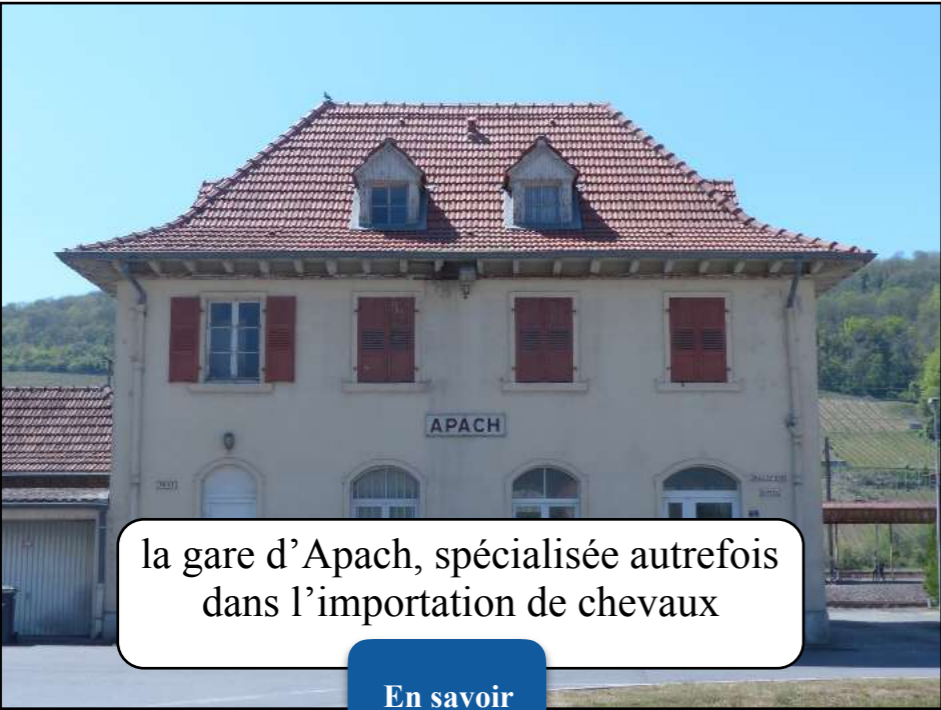 APACH
la gare d’Apach, spécialisée autrefois
dans l’importation de chevaux
En savoir